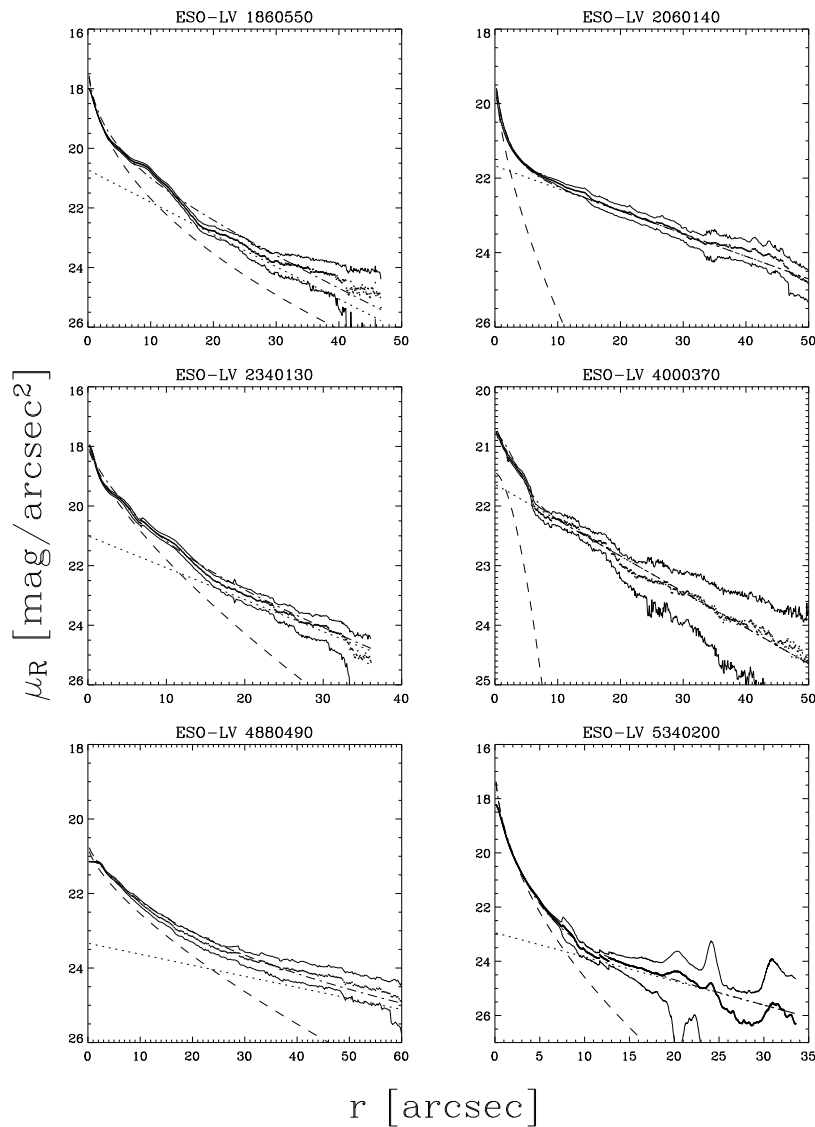 ESO-LV 1860550
ESO-LV 2060140
16
18
20
22
24
26
0 10 20 30 40 50
18
20
22
24
26
0 10 20 30 40 50
ESO-LV 2340130
ESO-LV 4000370
16
18
20
22
24
26
0 10 20 30 40
20
21
22
23
24
25
0 10 20 30 40 50
μR [mag/arcsec²]
ESO-LV 4880490
ESO-LV 5340200
18
20
22
24
26
0 10 20 30 40 50 60
16
18
20
22
24
26
0 5 10 15 20 25 30 35
r [arcsec]